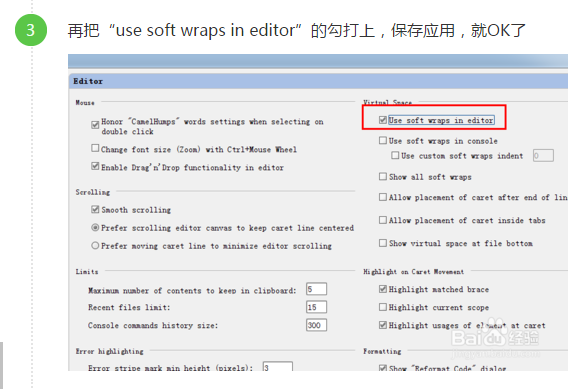 3
再把“use soft wraps in editor”的勾打上，保存应用，就OK了
Editor
Mouse
Honor "CamelHumps" words settings when selecting on
double click
Change font size (Zoom) with Ctrl+Mouse Wheel
Enable Drag'n'Drop functionality in editor
Scrolling
Smooth scrolling
Prefer scrolling editor canvas to keep caret line centered
Prefer moving caret line to minimize editor scrolling
Limits
Maximum number of contents to keep in clipboard: 5
Recent files limit: 15
Console commands history size: 300
Error highlighting
Error stripe mark min height (pixels): 3
Virtual Space
Use soft wraps in editor
Use soft wraps in console
Use custom soft wraps indent 0
Show all soft wraps
Allow placement of caret after end of lin
Allow placement of caret inside tabs
Show virtual space at file bottom
Highlight on Caret Movement
Highlight matched brace
Highlight current scope
Highlight usages of element at caret
Formatting
Show "Reformat Code" dialog
Baidu 经验